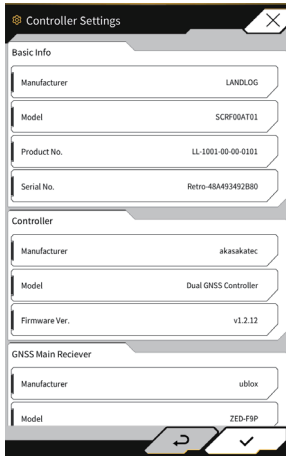 Controller Settings
Basic Info
Manufacturer LANDLOG
Model SCRF00AT01
Product No. LL-1001-00-00-0101
Serial No. Retro-48A493492B80
Controller
Manufacturer akasakatec
Model Dual GNSS Controller
Firmware Ver. v1.2.12
GNSS Main Reciever
Manufacturer ublox
Model ZED-F9P